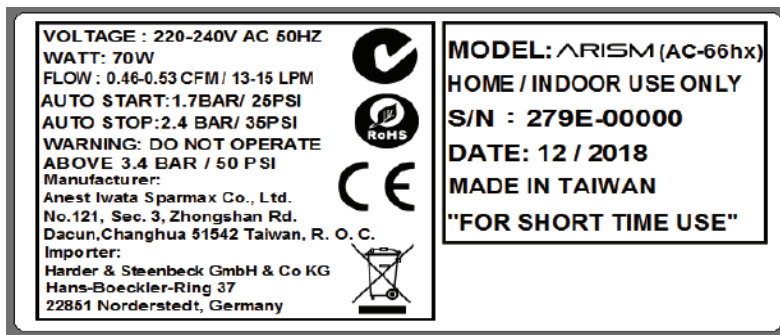 VOLTAGE : 220-240V AC 50HZ
WATT: 70W
FLOW : 0.46-0.53 CFM / 13-15 LPM
AUTO START:1.7BAR/ 25PSI
AUTO STOP:2.4 BAR/ 35PSI
WARNING: DO NOT OPERATE
ABOVE 3.4 BAR / 50 PSI
Manufacturer:
Anest Iwata Sparmax Co., Ltd.
No.121, Sec. 3, Zhongshan Rd.
Dacun,Changhua 51542 Taiwan, R. O. C.
Importer:
Harder & Steenbeck GmbH & Co KG
Hans-Boeckler-Ring 37
22851 Norderstedt, Germany
RoHS
CE
MODEL: ARISM (AC-66hx)
HOME / INDOOR USE ONLY
S/N : 279E-00000
DATE: 12 / 2018
MADE IN TAIWAN
"FOR SHORT TIME USE"